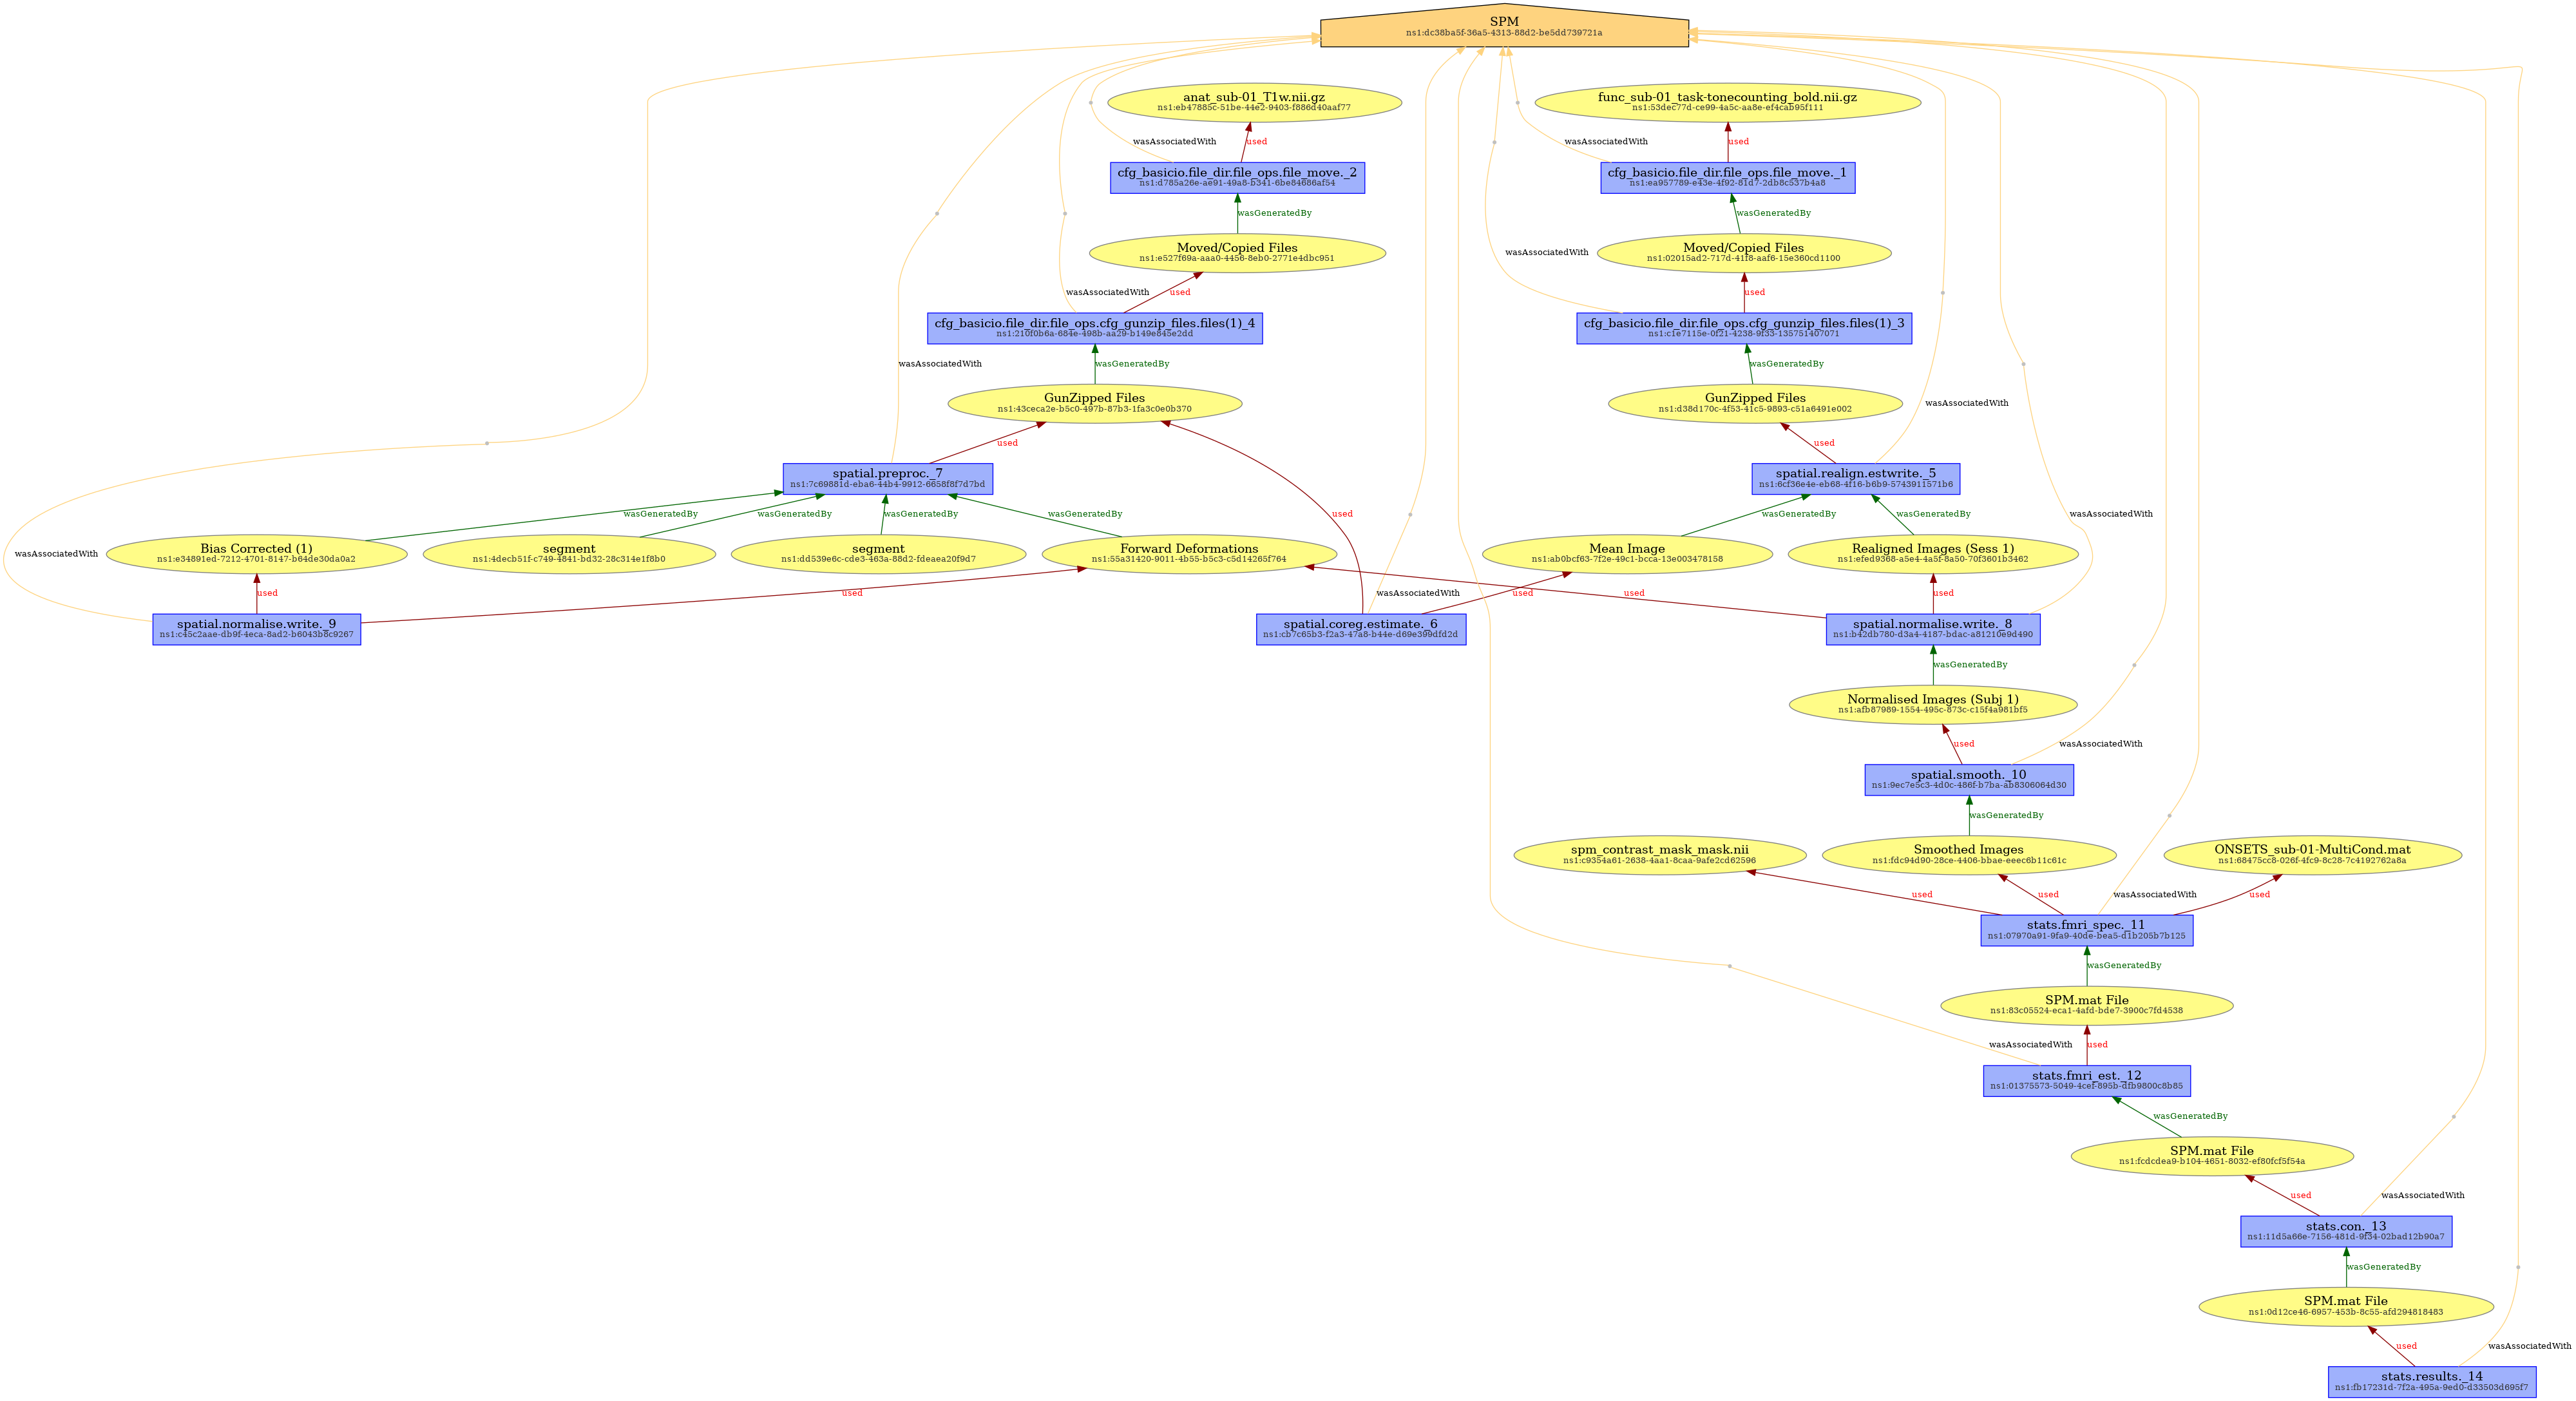 SPM
ns1:dc38ba5f-36a5-4313-88d2-be5dd739721a
anat_sub-01_T1w.nii.gz
ns1:eb47885c-51be-44e2-9403-f886d40aaf77
func_sub-01_task-tonecounting_bold.nii.gz
ns1:53dec77d-ce99-4a5c-aa8e-ef4cab95f111
wasAssociatedWith
used
wasAssociatedWith
used
cfg_basicio.file_dir.file_ops.file_move._2
ns1:d785a26e-ae91-49a8-b341-6be84686af54
cfg_basicio.file_dir.file_ops.file_move._1
ns1:ea957789-e43e-4f92-81d7-2db8c537b4a8
wasGeneratedBy
wasGeneratedBy
Moved/Copied Files
ns1:e527f69a-aaa0-4456-8eb0-2771e4dbc951
wasAssociatedWith
Moved/Copied Files
ns1:02015ad2-717d-41f8-aaf6-15e360cd1100
wasAssociatedWith
used
used
cfg_basicio.file_dir.file_ops.cfg_gunzip_files.files(1)_4
ns1:210f0b6a-684e-498b-aa29-b149e845e2dd
cfg_basicio.file_dir.file_ops.cfg_gunzip_files.files(1)_3
ns1:c1e7115e-0f21-4238-9f33-135751407071
wasAssociatedWith
wasGeneratedBy
wasGeneratedBy
GunZipped Files
ns1:43ceca2e-b5c0-497b-87b3-1fa3c0e0b370
GunZipped Files
ns1:d38d170c-4f53-41c5-9893-c51a6491e002
wasAssociatedWith
used
used
spatial.preproc._7
ns1:7c69881d-eba6-44b4-9912-6658f8f7d7bd
spatial.realign.estwrite._5
ns1:6cf36e4e-eb68-4f16-b6b9-5743911571b6
wasGeneratedBy
wasGeneratedBy
wasGeneratedBy
wasGeneratedBy
used
wasGeneratedBy
wasGeneratedBy
wasAssociatedWith
wasAssociatedWith
Bias Corrected (1)
ns1:e34891ed-7212-4701-8147-b64de30da0a2
segment
ns1:4decb51f-c749-4841-bd32-28c314e1f8b0
segment
ns1:dd539e6c-cde3-463a-88d2-fdeaea20f9d7
Forward Deformations
ns1:55a31420-9011-4b55-b5c3-c5d14265f764
Mean Image
ns1:ab0bcf63-7f2e-49c1-bcca-13e003478158
Realigned Images (Sess 1)
ns1:efed9368-a5e4-4a5f-8a50-70f3601b3462
used
used
wasAssociatedWith
used
used
used
spatial.normalise.write._9
ns1:c45c2aae-db9f-4eca-8ad2-b6043b8c9267
spatial.coreg.estimate._6
ns1:cb7c65b3-f2a3-47a8-b44e-d69e399dfd2d
spatial.normalise.write._8
ns1:b42db780-d3a4-4187-bdac-a81210e9d490
wasGeneratedBy
Normalised Images (Subj 1)
ns1:afb87989-1554-495c-873c-c15f4a981bf5
used
wasAssociatedWith
spatial.smooth._10
ns1:9ec7e5c3-4d0c-486f-b7ba-ab8306064d30
wasGeneratedBy
spm_contrast_mask_mask.nii
ns1:c9354a61-2638-4aa1-8caa-9afe2cd62596
Smoothed Images
ns1:fdc94d90-28ce-4406-bbae-eeec6b11c61c
ONSETS_sub-01-MultiCond.mat
ns1:68475cc8-026f-4fc9-8c28-7c4192762a8a
used
used
wasAssociatedWith
used
stats.fmri_spec._11
ns1:07970a91-9fa9-40de-bea5-d1b205b7b125
wasGeneratedBy
SPM.mat File
ns1:83c05524-eca1-4afd-bde7-3900c7fd4538
wasAssociatedWith
used
stats.fmri_est._12
ns1:01375573-5049-4cef-895b-dfb9800c8b85
wasGeneratedBy
SPM.mat File
ns1:fcdcdea9-b104-4651-8032-ef80fcf5f54a
used
wasAssociatedWith
stats.con._13
ns1:11d5a66e-7156-481d-9f34-02bad12b90a7
wasGeneratedBy
SPM.mat File
ns1:0d12ce46-6957-453b-8c55-afd294818483
used
wasAssociatedWith
stats.results._14
ns1:fb17231d-7f2a-495a-9ed0-d33503d695f7